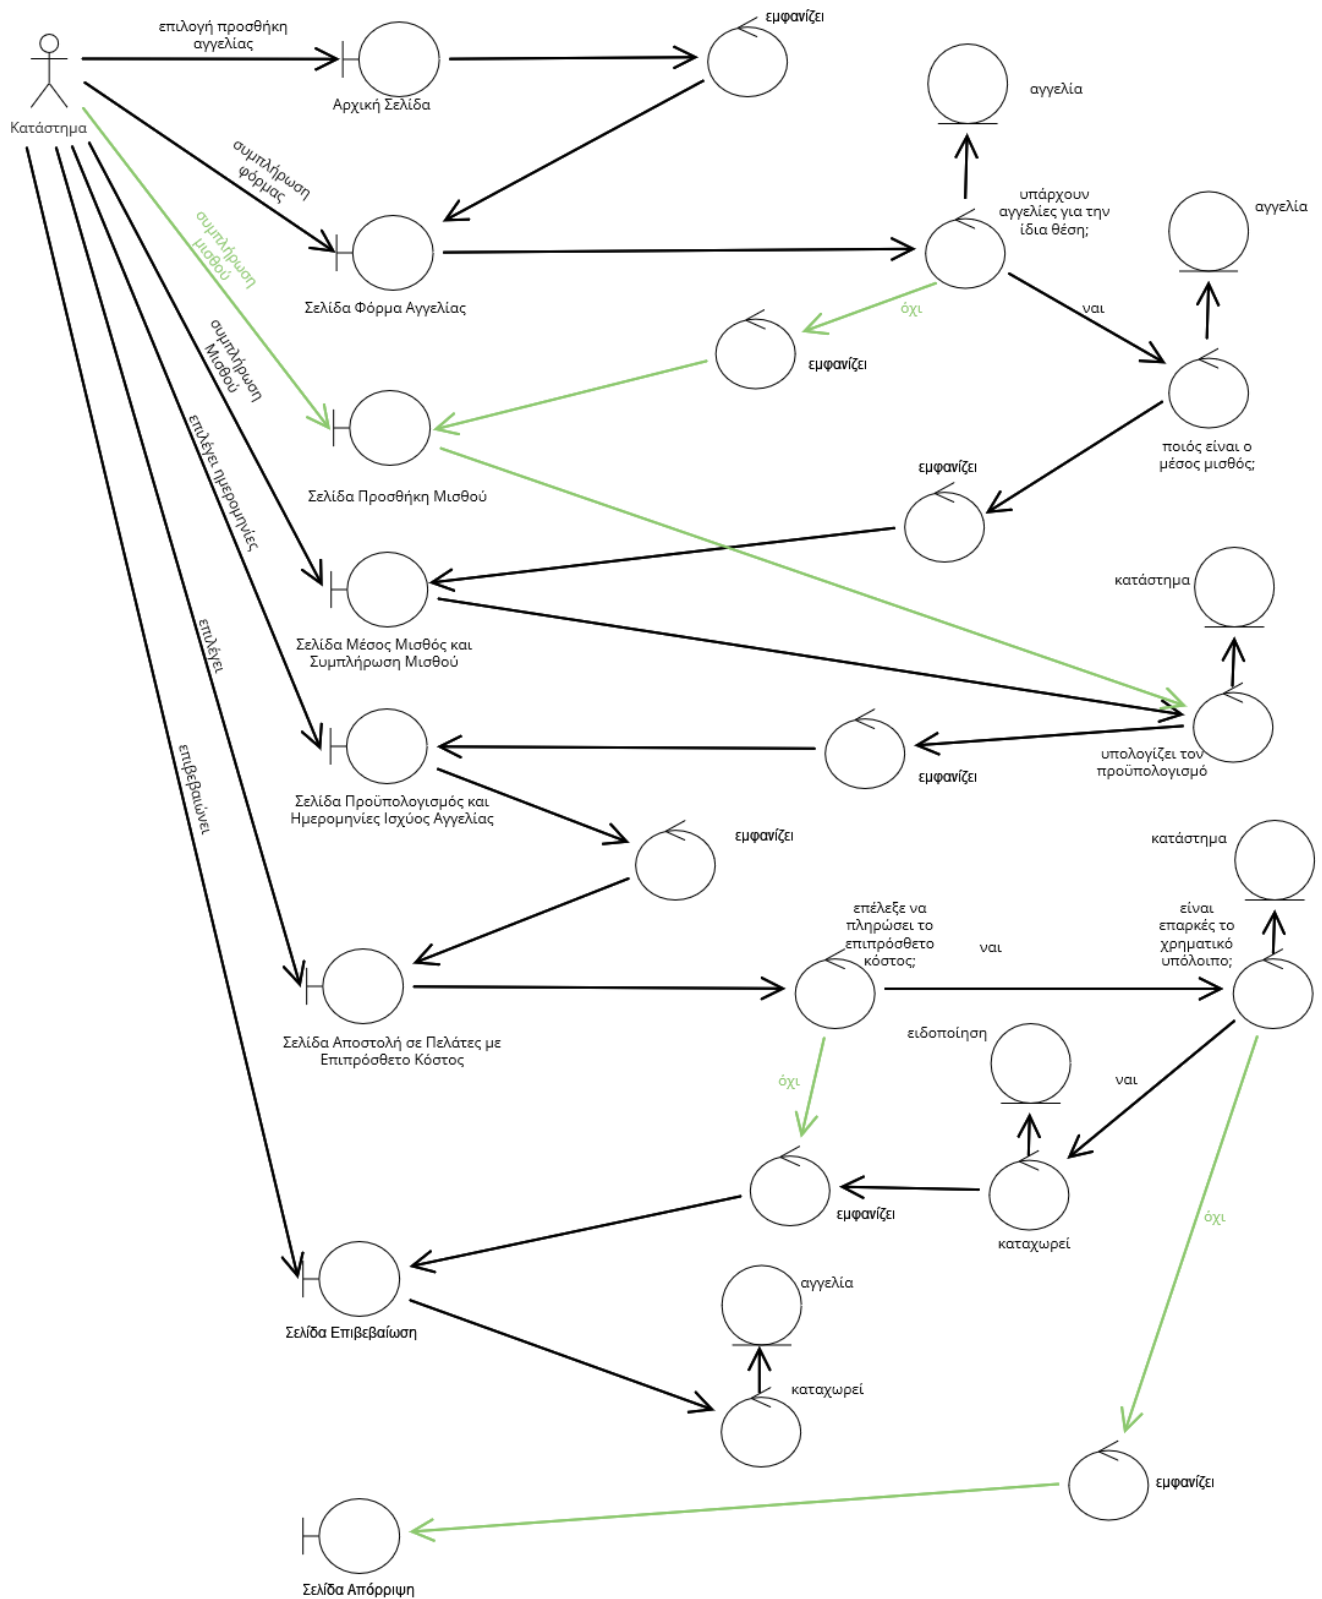 εμφανίζει
επιλογή προσθήκη
αγγελίας
αγγελία
Αρχική Σελίδα
Κατάστημα
συμπλήρωση
φόρμας
υπάρχουν
αγγελίες για την
ίδια θέση;
αγγελία
συμπλήρωση
μισθού
Σελίδα Φόρμα Αγγελίας
όχι
ναι
εμφανίζει
συμπλήρωση
Μισθού
ποιός είναι ο
μέσος μισθός;
επιλέγει ημερομηνίες
εμφανίζει
Σελίδα Προσθήκη Μισθού
κατάστημα
Σελίδα Μέσος Μισθός και
Συμπλήρωση Μισθού
επιλέγει
υπολογίζει τον
προϋπολογισμό
εμφανίζει
επιβεβαιώνει
Σελίδα Προϋπολογισμός και
Ημερομηνίες Ισχύος Αγγελίας
εμφανίζει
κατάστημα
επέλεξε να
πληρώσει το
επιπρόσθετο
κόστος;
ναι
είναι
επαρκές το
χρηματικό
υπόλοιπο;
Σελίδα Αποστολή σε Πελάτες με
Επιπρόσθετο Κόστος
ειδοποίηση
όχι
ναι
εμφανίζει
όχι
καταχωρεί
αγγελία
Σελίδα Επιβεβαίωση
καταχωρεί
εμφανίζει
Σελίδα Απόρριψη